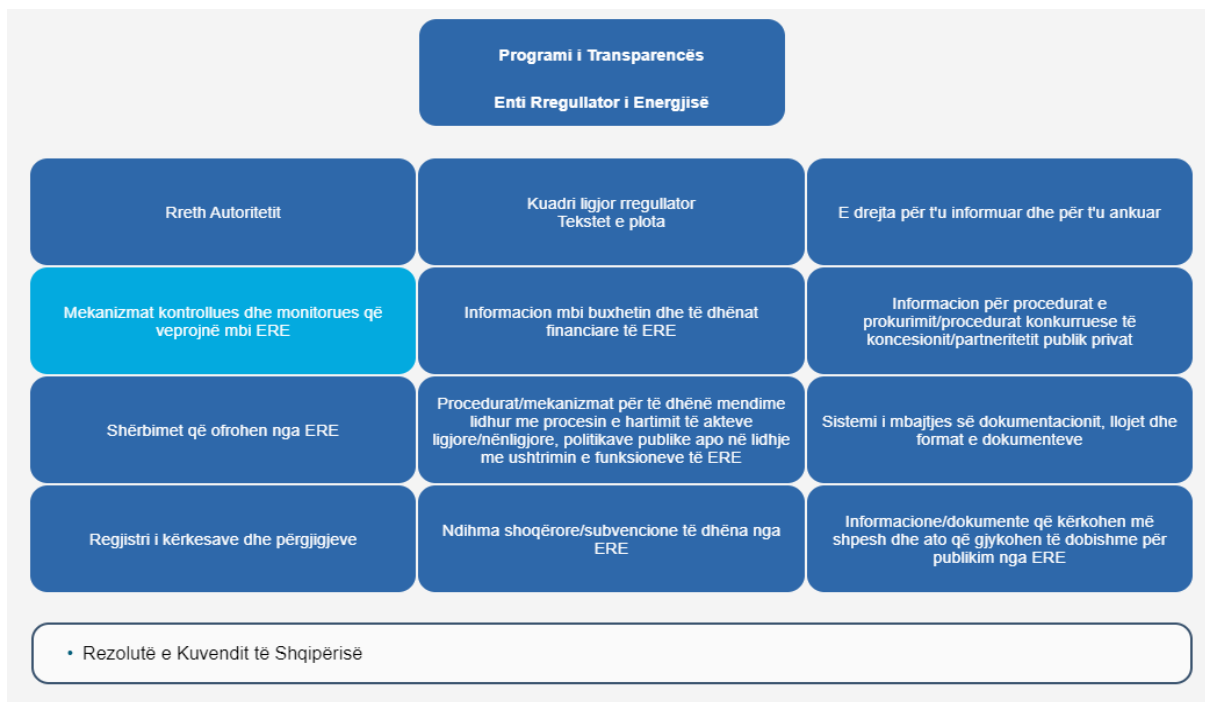 Programi i Transparencës
Enti Rregullator i Energjisë
Rreth Autoritetit
Kuadri ligjor rregullator
Tekstet e plota
E drejta për t'u informuar dhe për t'u ankuar
Mekanizmat kontrollues dhe monitorues që
veprojnë mbi ERE
Informacion mbi buxhetin dhe të dhënat
financiare të ERE
Informacion për procedurat e
prokurimit/procedurat konkurruese të
koncesionit/partneritetit publik privat
Shërbimet që ofrohen nga ERE
Procedurat/mekanizmat për të dhënë mendime
lidhur me procesin e hartimit të akteve
ligjore/nënligjore, politikave publike apo në lidhje
me ushtrimin e funksioneve të ERE
Sistemi i mbajtjes së dokumentacionit, llojet dhe
format e dokumenteve
Regjistri i kërkesave dhe përgjigjeve
Ndihma shoqërore/subvencione të dhëna nga
ERE
Informacione/dokumente që kërkohen më
shpesh dhe ato që gjykohen të dobishme për
publikim nga ERE
• Rezolutë e Kuvendit të Shqipërisë